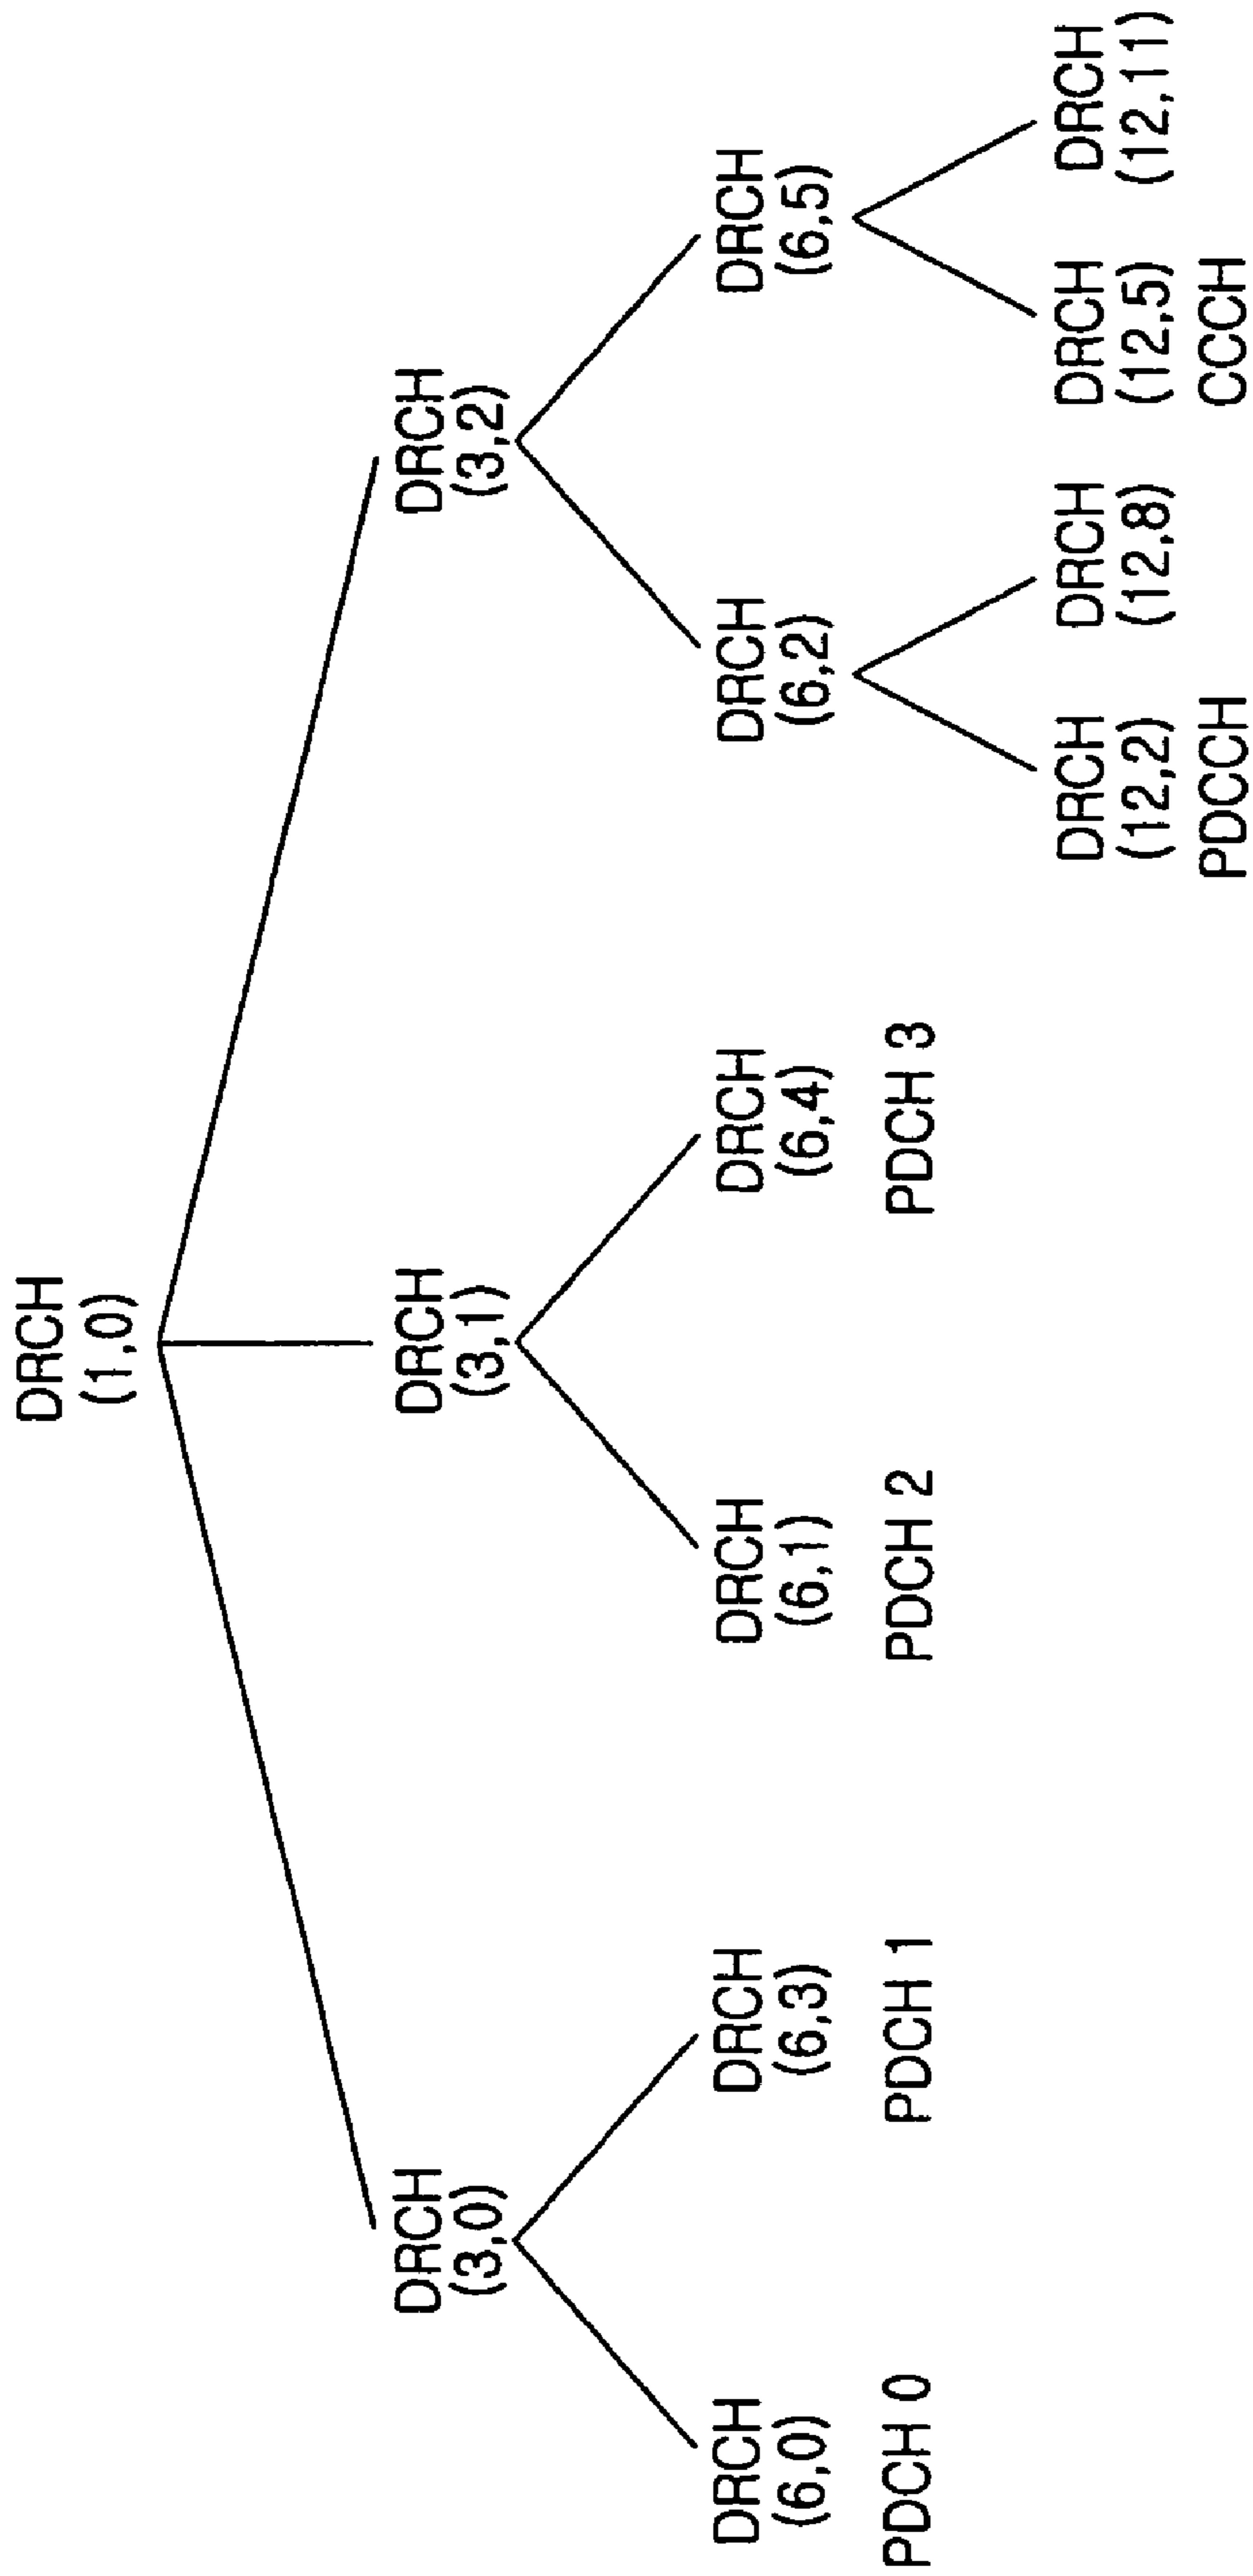 DRCH
(1,0)
DRCH
(3,0)
DRCH
(3,1)
DRCH
(3,2)
DRCH
(6,0)
PDCH 0
DRCH
(6,3)
PDCH 1
DRCH
(6,1)
PDCH 2
DRCH
(6,4)
PDCH 3
DRCH
(6,2)
DRCH
(6,5)
DRCH
(12,2)
PDCCH
DRCH
(12,8)
DRCH
(12,5)
CCCH
DRCH
(12,11)